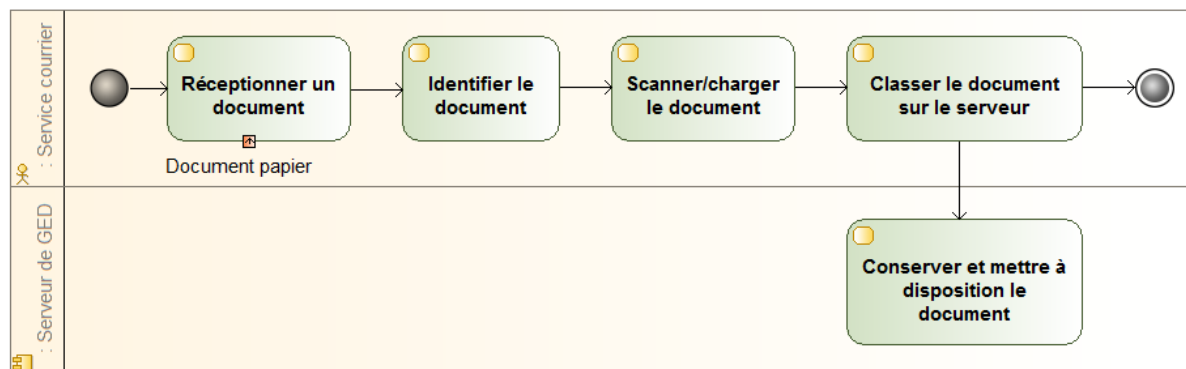 : Service courrier
Réceptionner un
document
Document papier
Identifier le
document
Scanner/charger
le document
Classer le document
sur le serveur
: Serveur de GED
Conserver et mettre à
disposition le
document